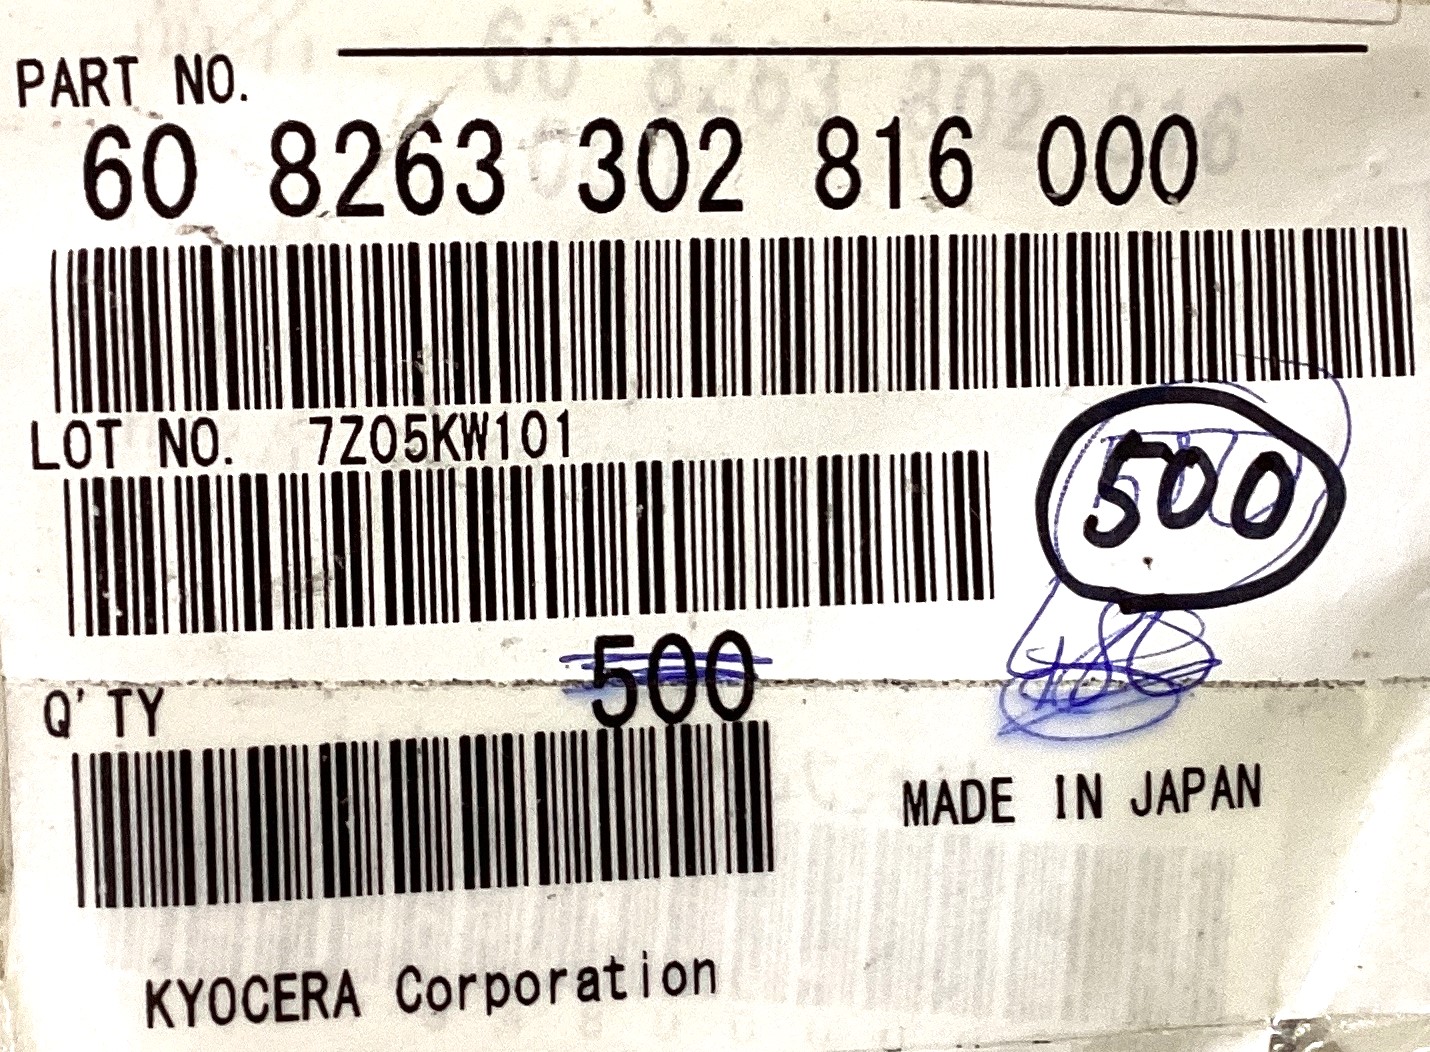 PART NO.
60 8263 302 816 000
LOT NO. 7Z05KW101
500
500
Q'TY
MADE IN JAPAN
KYOCERA Corporation